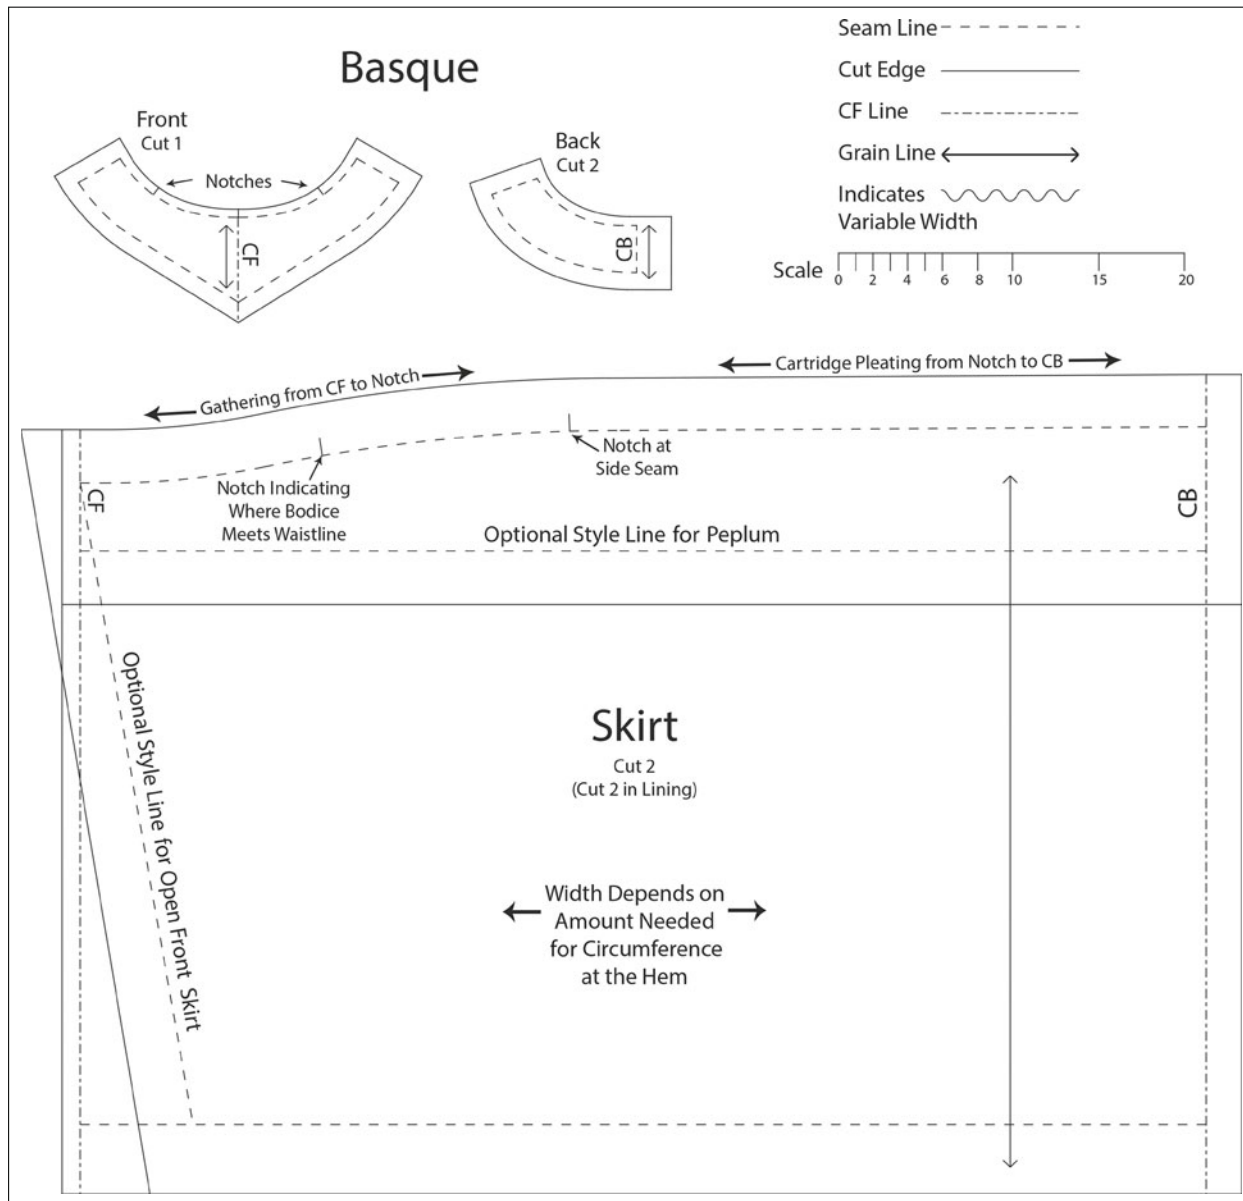 Basque
Front
Cut 1
Notches
CF
Back
Cut 2
CB
Seam Line
Cut Edge
CF Line
Grain Line
Indicates
Variable Width
Scale
0 2 4 6 8 10 15 20
Gathering from CF to Notch
Cartridge Pleating from Notch to CB
CF
Notch Indicating
Where Bodice
Meets Waistline
Notch at
Side Seam
CB
Optional Style Line for Peplum
Optional Style Line for Open Front Skirt
Skirt
Cut 2
(Cut 2 in Lining)
Width Depends on
Amount Needed
for Circumference
at the Hem